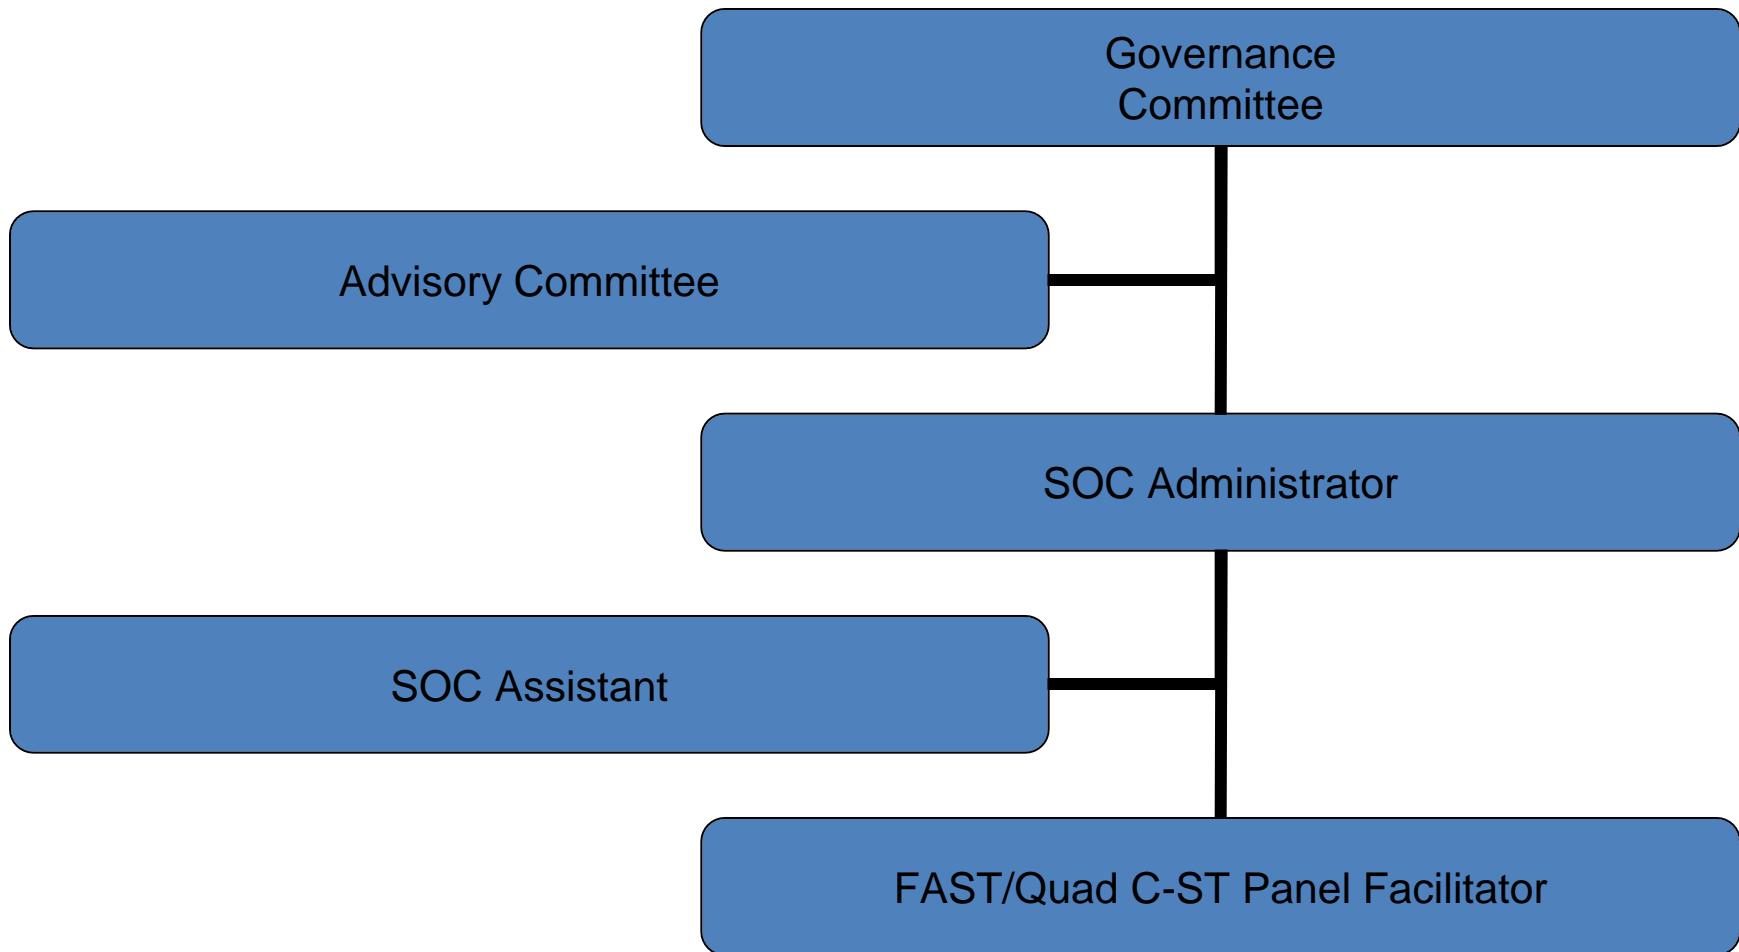 Governance
Committee
Advisory Committee
SOC Administrator
SOC Assistant
FAST/Quad C-ST Panel Facilitator